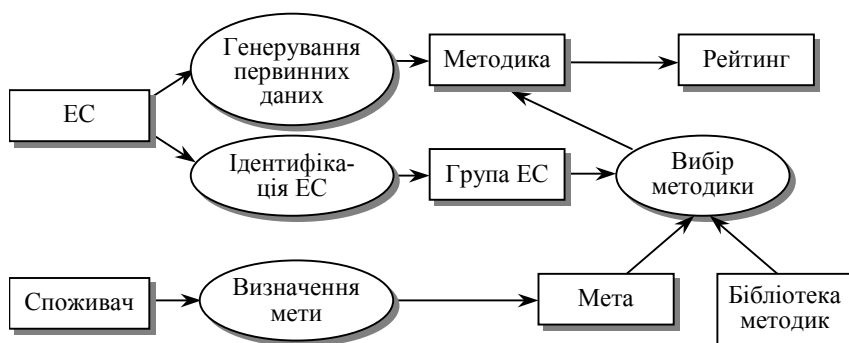 Генерування
первинних
даних
Методика
Рейтинг
ЕС
Ідентифіка-
ція ЕС
Група ЕС
Вибір
методики
Споживач
Визначення
мети
Мета
Бібліотека
методик